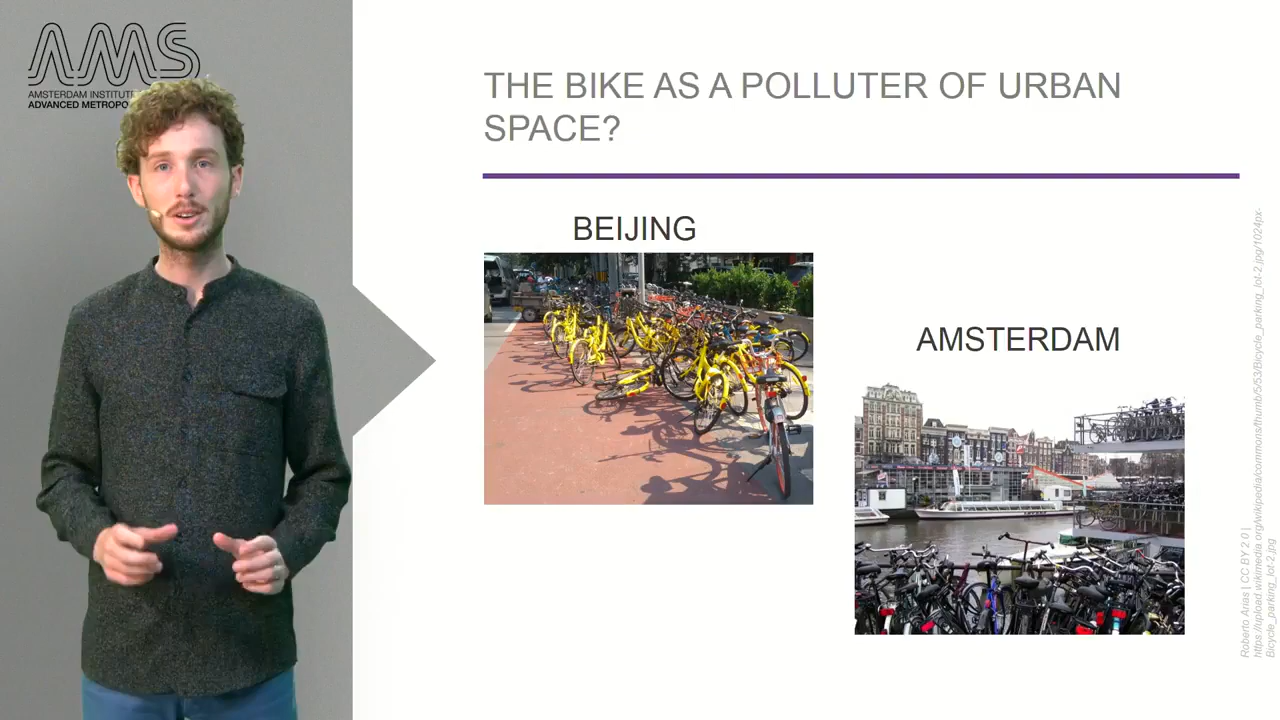 AMS
AMSTERDAM INSTITUTE
ADVANCED METROPO
THE BIKE AS A POLLUTER OF URBAN
SPACE?
BEIJING
AMSTERDAM
Roberto Arias | CC BY 2.0 |
https://upload.wikimedia.org/wikipedia/commons/thumb/5/53/Bicycle_parking_lot-2.jpg/1024px-
Bicycle_parking_lot-2.jpg